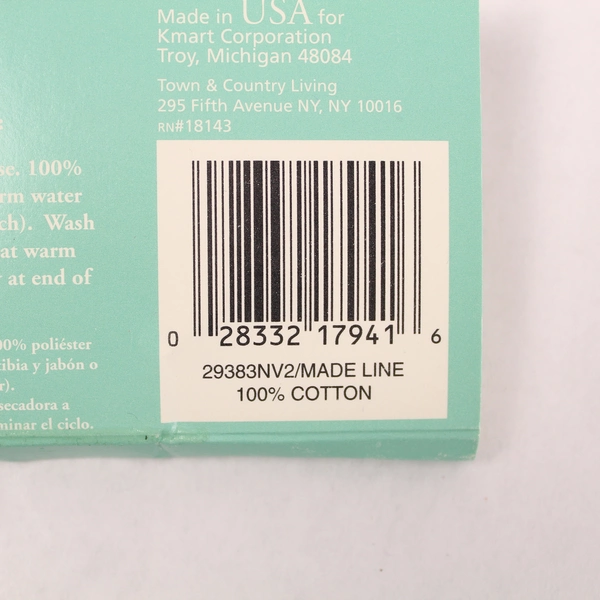 Made in USA for
Kmart Corporation
Troy, Michigan 48084
Town & Country Living
295 Fifth Avenue NY, NY 10016
RN#18143
se. 100%
rm water
ch). Wash
at warm
at end of
00% poliéster
tibia y jabón o
r).
secadora a
minar el ciclo.
0 28332 17941 6
29383NV2/MADE LINE
100% COTTON